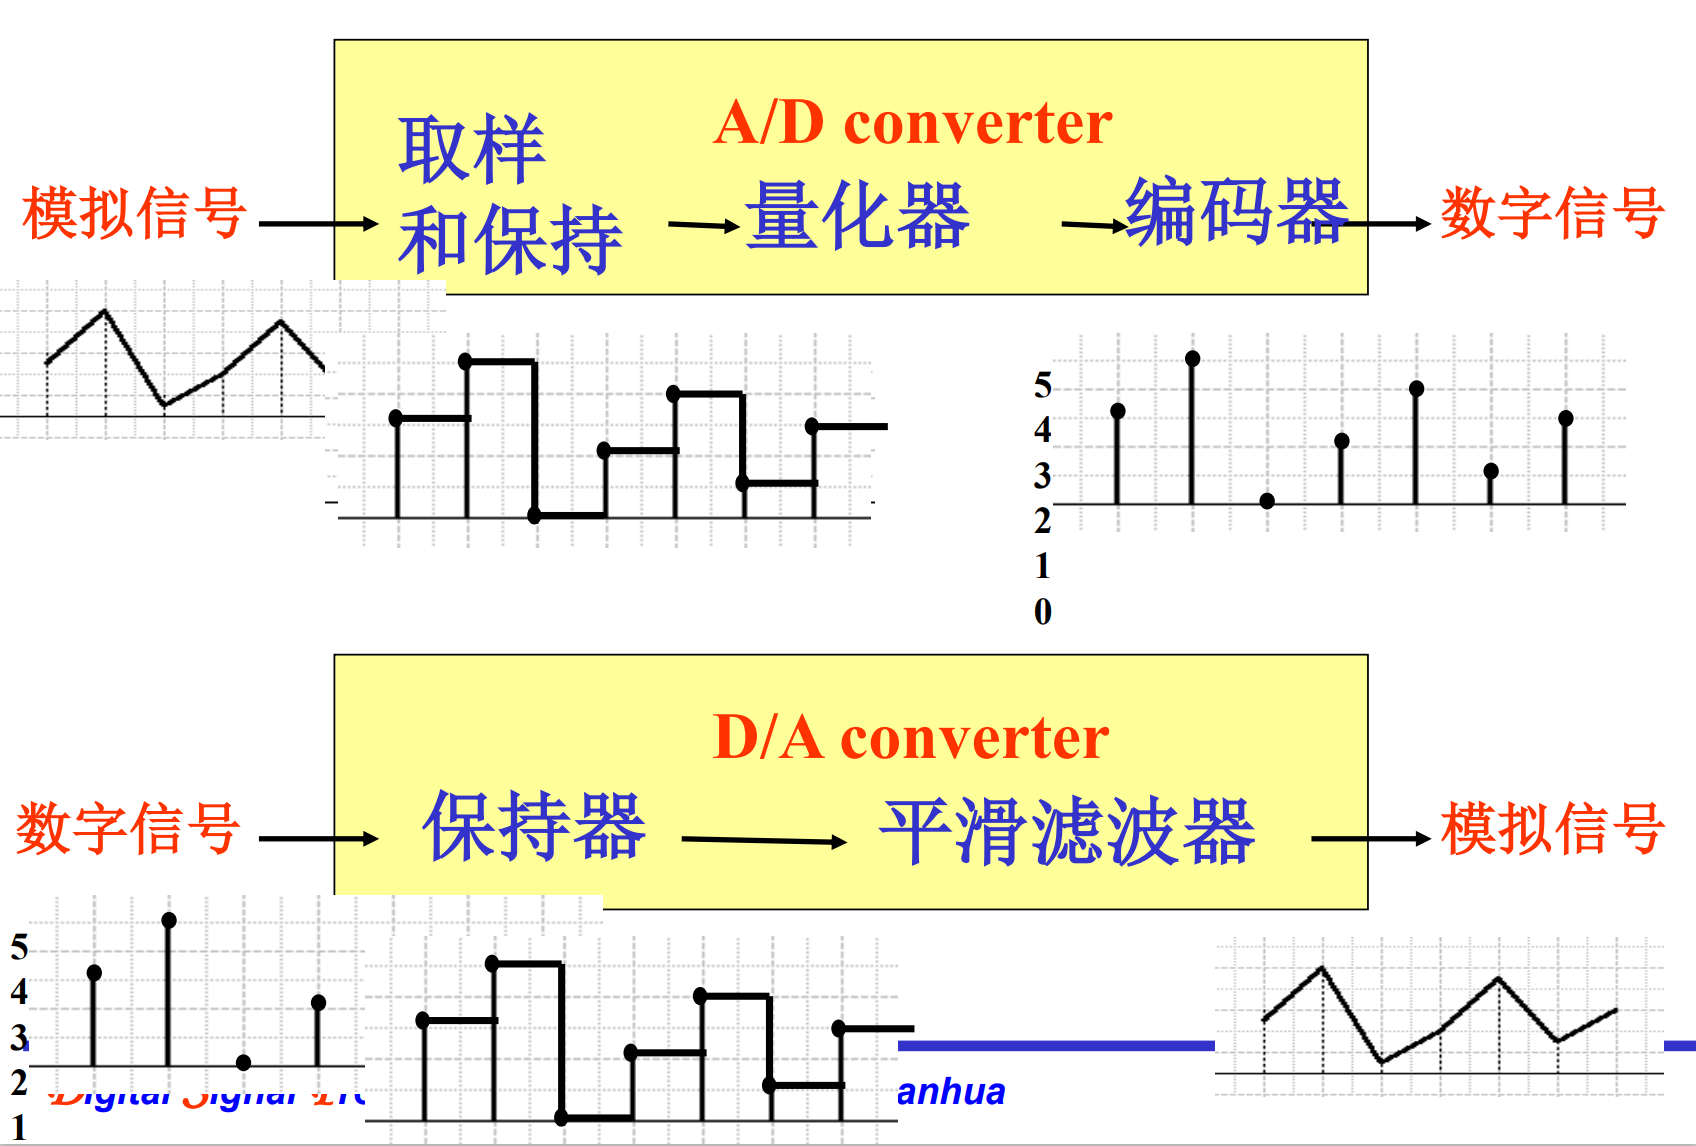 A/D converter
取样
和保持
量化器
编码器
模拟信号
数字信号
5
4
3
2
1
0
D/A converter
数字信号
保持器
平滑滤波器
模拟信号
5
4
3
2
1
Digital Signal
anhua